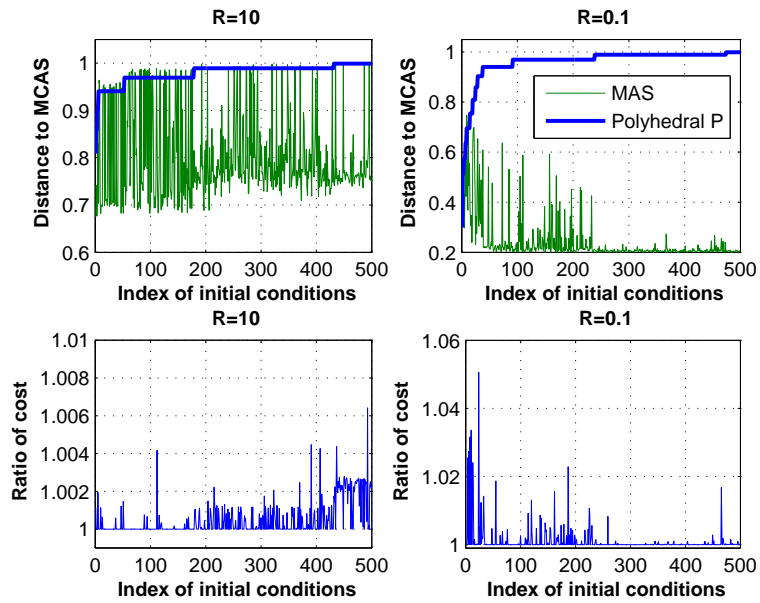 R=10
Distance to MCAS
1
0.9
0.8
0.7
0.6
0 100 200 300 400 500
Index of initial conditions
R=0.1
Distance to MCAS
1
0.8
0.6
0.4
0.2
MAS
Polyhedral P
0 100 200 300 400 500
Index of initial conditions
R=10
Ratio of cost
1.01
1.008
1.006
1.004
1.002
1
0 100 200 300 400 500
Index of initial conditions
R=0.1
Ratio of cost
1.06
1.04
1.02
1
0 100 200 300 400 500
Index of initial conditions